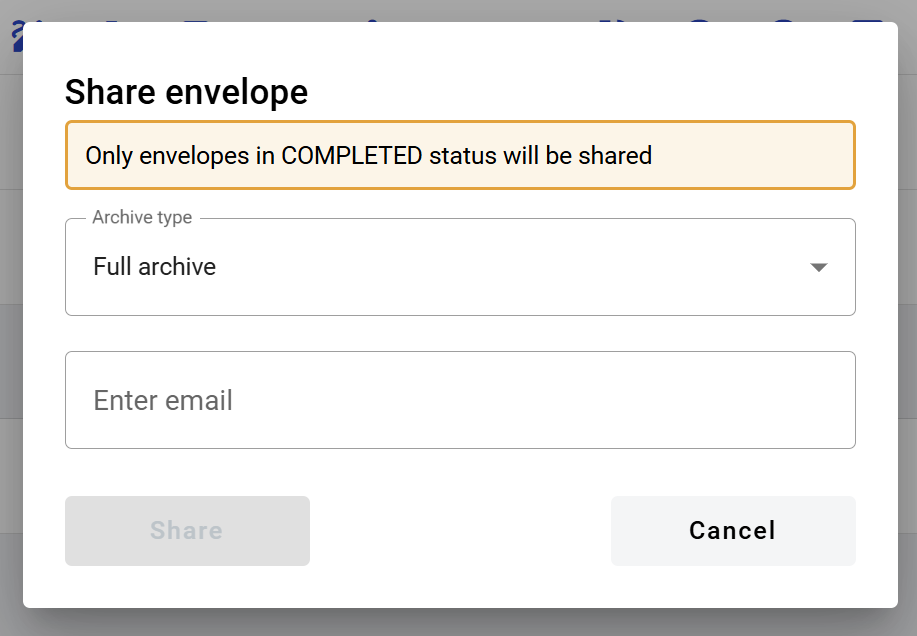 Share envelope
Only envelopes in COMPLETED status will be shared
Archive type
Full archive
Enter email
Share
Cancel